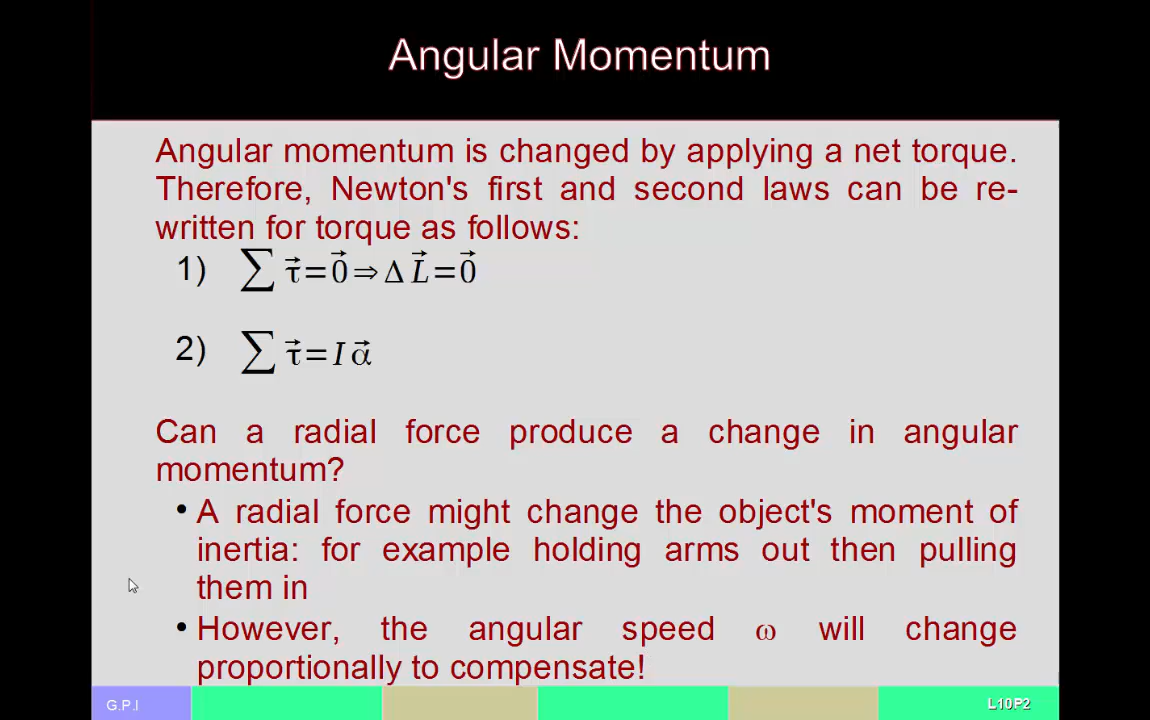 Angular Momentum
Angular momentum is changed by applying a net torque.
Therefore, Newton's first and second laws can be re-
written for torque as follows:
1) ∑ τ⃗ = 0⃗ ⇒ Δ L⃗ = 0⃗
2) ∑ τ⃗ = I α⃗
Can a radial force produce a change in angular
momentum?
• A radial force might change the object's moment of
inertia: for example holding arms out then pulling
them in
• However, the angular speed ω will change
proportionally to compensate!
G.P.I
L10P2